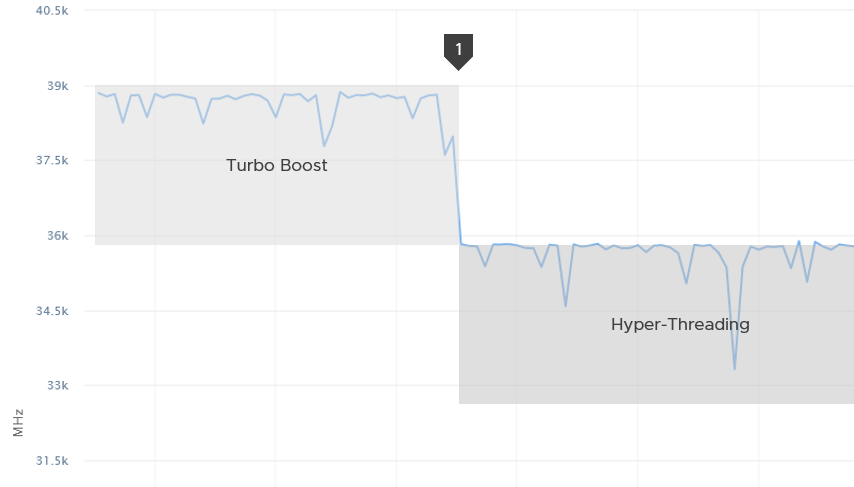 40.5k
1
39k
37.5k
Turbo Boost
36k
34.5k
Hyper-Threading
33k
MHz
31.5k